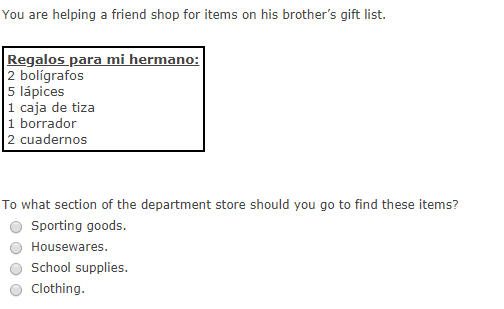 You are helping a friend shop for items on his brother’s gift list.
Regalos para mi hermano:
2 bolígrafos
5 lápices
1 caja de tiza
1 borrador
2 cuadernos
To what section of the department store should you go to find these items?
Sporting goods.
Housewares.
School supplies.
Clothing.